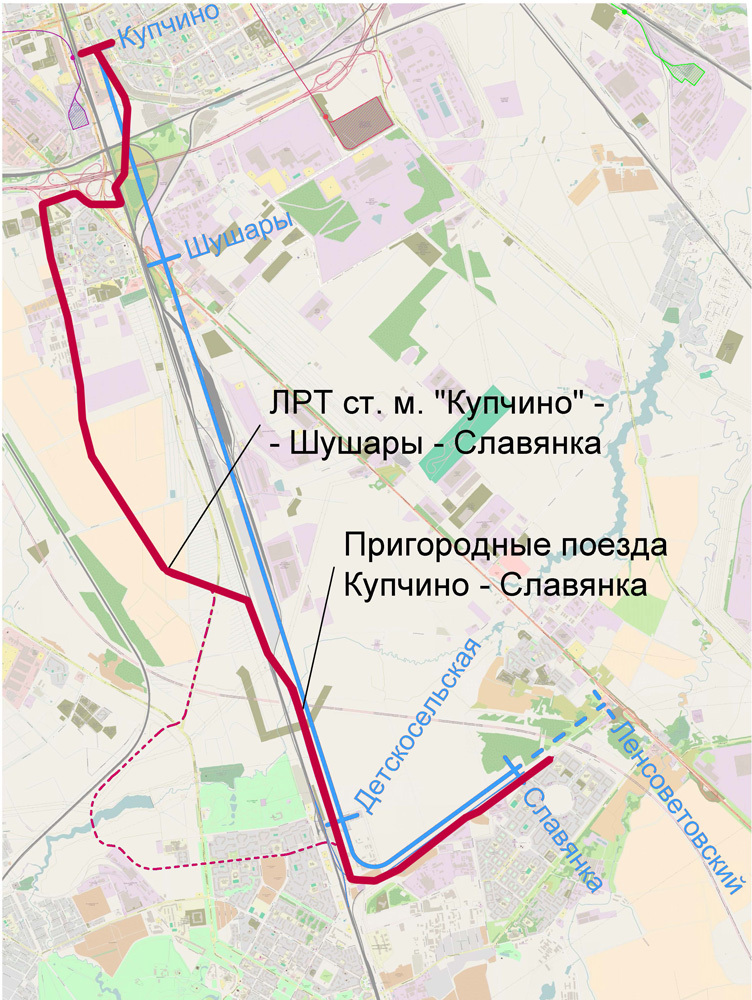 Купчино
Шушары
ЛРТ ст. м. "Купчино" -
- Шушары - Славянка
Пригородные поезда
Купчино - Славянка
Детскосельская
Ленсоветовский
Славянка